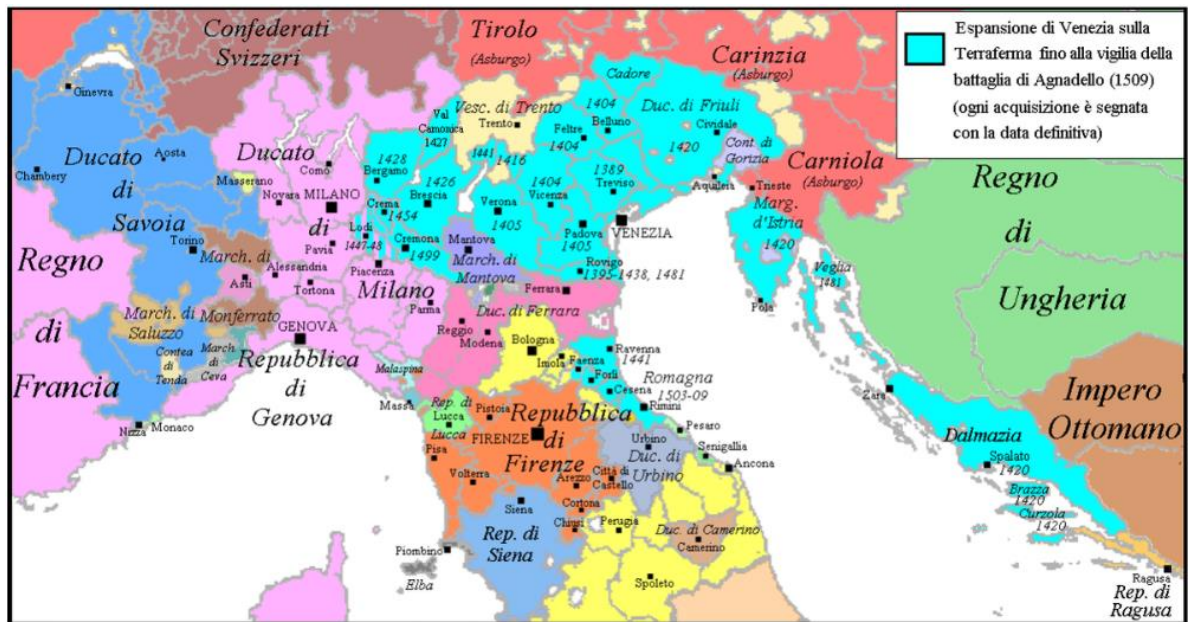 Espansione di Venezia sulla
Terraferma fino alla vigilia della
battaglia di Agnadello (1509)
(ogni acquisizione è segnata
con la data definitiva)
Confederati
Svizzeri
Tirolo
(Asburgo)
Carinzia
(Asburgo)
Carniola
(Asburgo)
Regno
di
Ungheria
Impero
Ottomano
Regno
di
Francia
Ducato
di
Savoia
Ginevra
Chambery
Aosta
Torino
Masserano
Novara
Ducato
Como
MILANO
di
Pavia
Milano
Piacenza
Parma
Alessandria
Tortona
Asti
March. di
Monferrato
March. di
Saluzzo
Contea
di
Tenda
March.
di
Ceva
GENOVA
Repubblica
di
Genova
Nizza
Monaco
Val
Camonica
1423
1428
Bergamo
1426
Brescia
Crema
1454
Lodi
1447-48
Cremona
1499
Vesc. di Trento
Trento
1441
1416
Verona
1405
Mantova
March. di
Mantova
Cadore
1404
Belluno
Feltre
1404
Duc. di Friuli
Cividale
1420
Cont. di
Gorizia
Aquileia
Trieste
1389
Treviso
1404
Vicenza
Padova
1405
VENEZIA
Rovigo
1395-1438, 1481
Marg.
d'Istria
1420
Pola
Veglia
1481
Zara
Dalmazia
Spalato
1420
Brazza
1420
Curzola
1420
Ragusa
Rep. di
Ragusa
Ferrara
Duc. di Ferrara
Reggio
Modena
Bologna
Imola
Faenza
Forlì
Cesena
Ravenna
1441
Romagna
1503-09
Rimini
Pesaro
Senigallia
Ancona
Malaspina
Massa
Rep. di
Lucca
Lucca
Pistoia
Repubblica
FIRENZE
di
Firenze
Pisa
Volterra
Arezzo
Città di
Castello
Cortona
Chiusi
Urbino
Duc. di
Urbino
Siena
Rep. di
Siena
Piombino
Elba
Perugia
Duc. di Camerino
Camerino
Spoleto